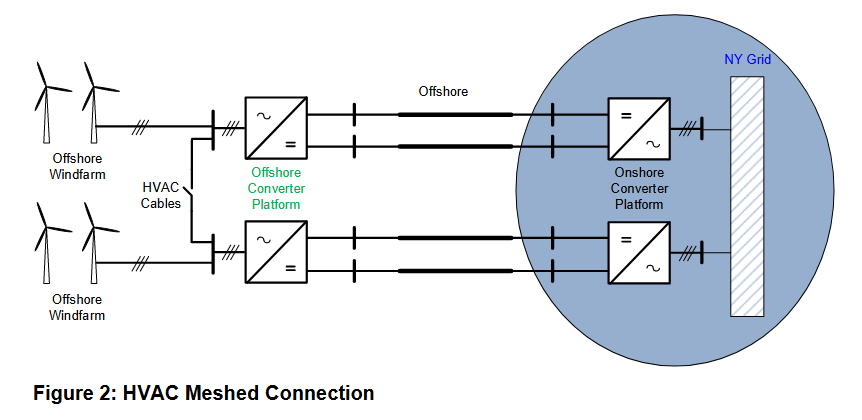 NY Grid
Offshore
Offshore
Windfarm
HVAC
Cables
Offshore
Converter
Platform
Onshore
Converter
Platform
Offshore
Windfarm
Figure 2: HVAC Meshed Connection